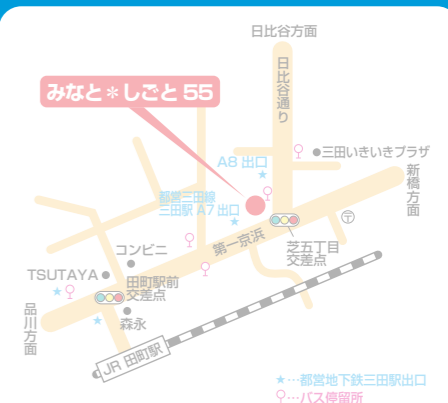 日比谷方面
日比谷通り
みなと＊しごと 55
A8 出口
★
●三田いきいきプラザ
新橋方面
都営三田線
三田駅 A7 出口
★
〒
第一京浜
芝五丁目
交差点
コンビニ
TSUTAYA
田町駅前
交差点
品川方面
森永
JR 田町駅
★…都営地下鉄三田駅出口
…バス停留所